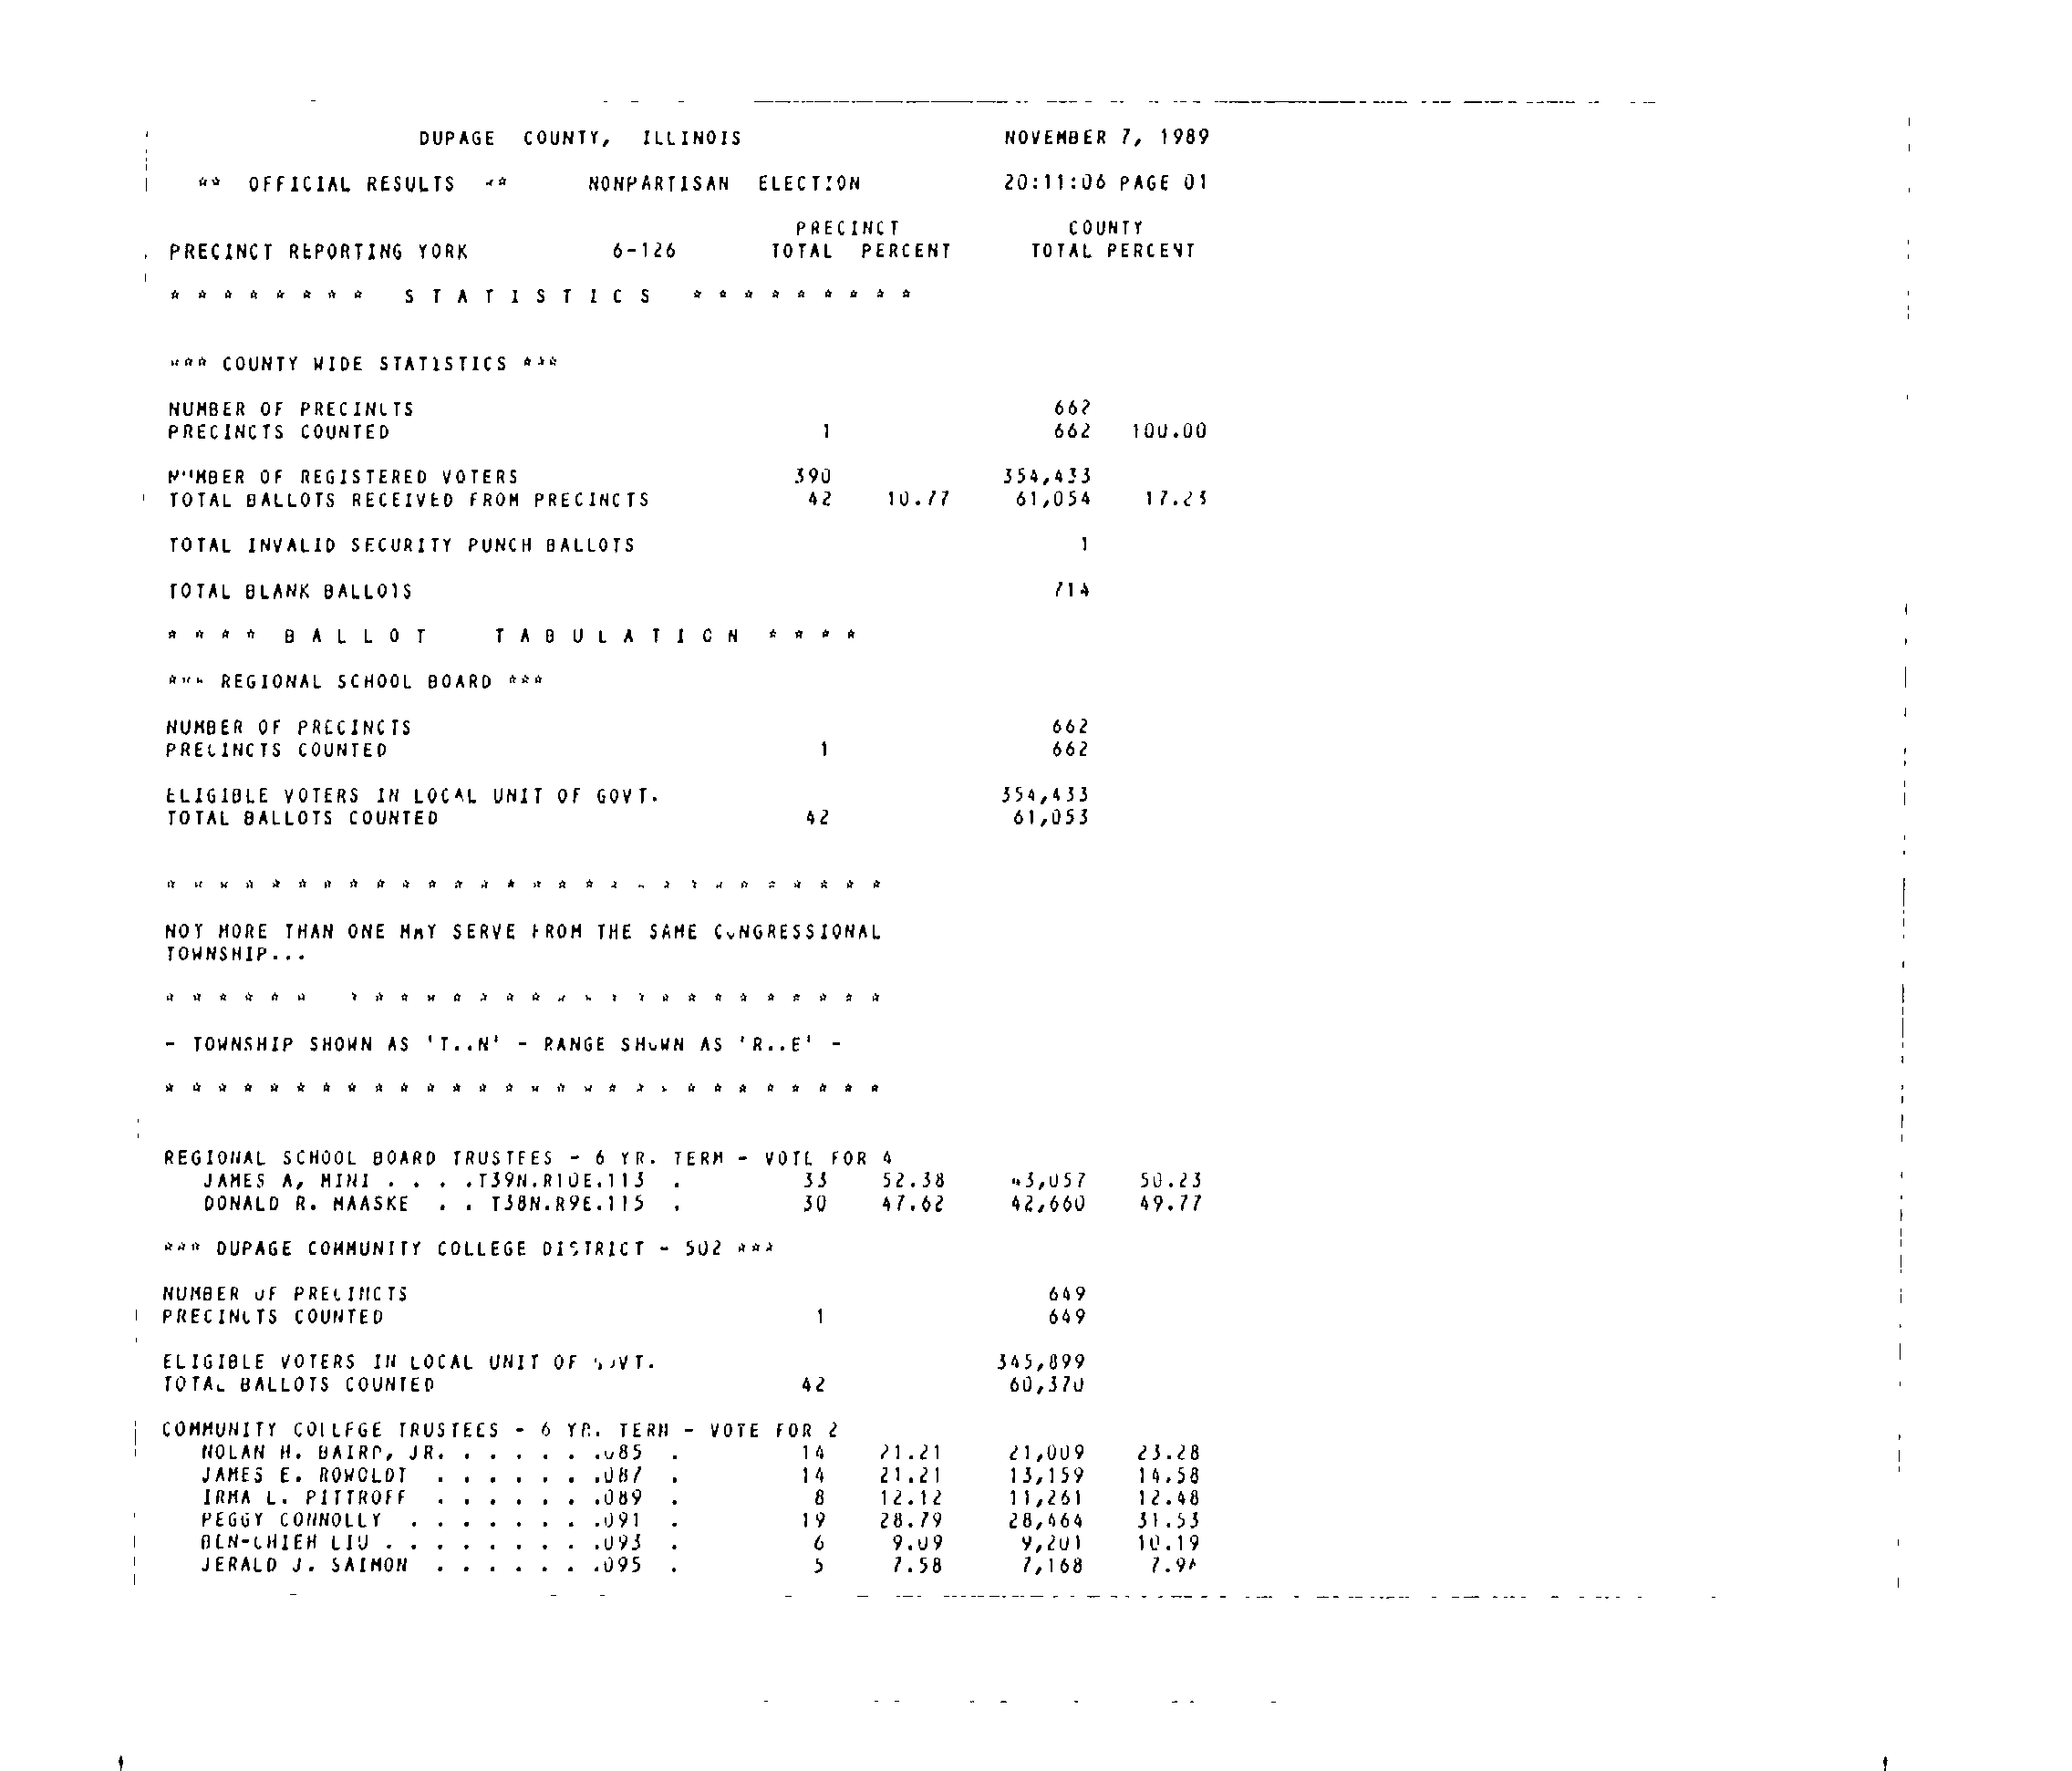 DUPAGE COUNTY, ILLINOIS NOVEMBER 7, 1989
** OFFICIAL RESULTS ** NONPARTISAN ELECTION 20:11:06 PAGE 01
PRECINCT COUNTY
PRECINCT REPORTING YORK 6-126 TOTAL PERCENT TOTAL PERCENT
* * * * * * * * S T A T I S T I C S * * * * * * * * *
*** COUNTY WIDE STATISTICS ***
NUMBER OF PRECINCTS 662
PRECINCTS COUNTED 1 662 100.00
NUMBER OF REGISTERED VOTERS 390 354,433
TOTAL BALLOTS RECEIVED FROM PRECINCTS 42 10.77 61,054 17.23
TOTAL INVALID SECURITY PUNCH BALLOTS 1
TOTAL BLANK BALLOTS 714
* * * * B A L L O T T A B U L A T I O N * * * *
*** REGIONAL SCHOOL BOARD ***
NUMBER OF PRECINCTS 662
PRECINCTS COUNTED 1 662
ELIGIBLE VOTERS IN LOCAL UNIT OF GOVT. 354,433
TOTAL BALLOTS COUNTED 42 61,053
* * * * * * * * * * * * * * * * * * * * * * * * * * * *
NOT MORE THAN ONE MAY SERVE FROM THE SAME CONGRESSIONAL
TOWNSHIP...
* * * * * * * * * * * * * * * * * * * * * * * * * * *
- TOWNSHIP SHOWN AS 'T..N' - RANGE SHOWN AS 'R..E' -
* * * * * * * * * * * * * * * * * * * * * * * * * * * *
REGIONAL SCHOOL BOARD TRUSTEES - 6 YR. TERM - VOTE FOR 4
JAMES A, MINI . . . .T39N.R10E.113 . 33 52.38 43,057 50.23
DONALD R. MAASKE . . T38N.R9E.115 . 30 47.62 42,660 49.77
*** DUPAGE COMMUNITY COLLEGE DISTRICT - 502 ***
NUMBER OF PRECINCTS 649
PRECINCTS COUNTED 1 649
ELIGIBLE VOTERS IN LOCAL UNIT OF GOVT. 345,899
TOTAL BALLOTS COUNTED 42 60,370
COMMUNITY COLLEGE TRUSTEES - 6 YR. TERM - VOTE FOR 2
NOLAN H. BAIRD, JR. . . . . . .085 . 14 21.21 21,009 23.28
JAMES E. ROWOLDT . . . . . . .087 . 14 21.21 13,159 14.58
IRMA L. PITTROFF . . . . . . .089 . 8 12.12 11,261 12.48
PEGGY CONNOLLY . . . . . . . .091 . 19 28.79 28,464 31.53
BEN-CHIEH LIU . . . . . . . . .093 . 6 9.09 9,201 10.19
JERALD J. SAIMON . . . . . . .095 . 5 7.58 7,168 7.94